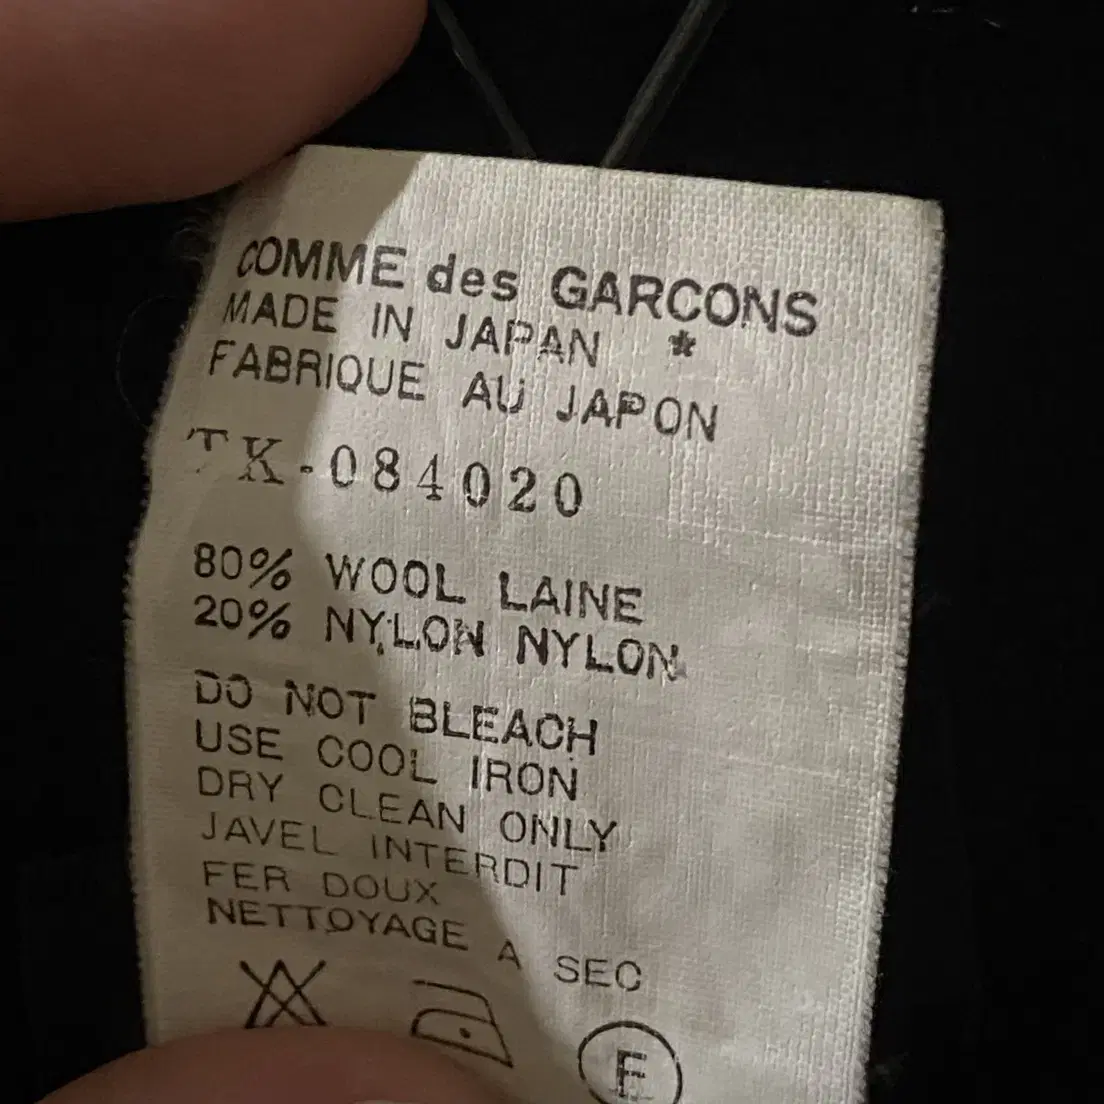 COMME des GARCONS
MADE IN JAPAN *
FABRIQUE AU JAPON
TK-084020
80% WOOL LAINE
20% NYLON NYLON
DO NOT BLEACH
USE COOL IRON
DRY CLEAN ONLY
JAVEL INTERDIT
FER DOUX
NETTOYAGE A SEC
F